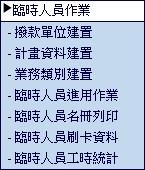 ▶臨時人員作業
- 撥款單位建置
- 計畫資料建置
- 業務類別建置
- 臨時人員進用作業
- 臨時人員名冊列印
- 臨時人員刷卡資料
- 臨時人員工時統計